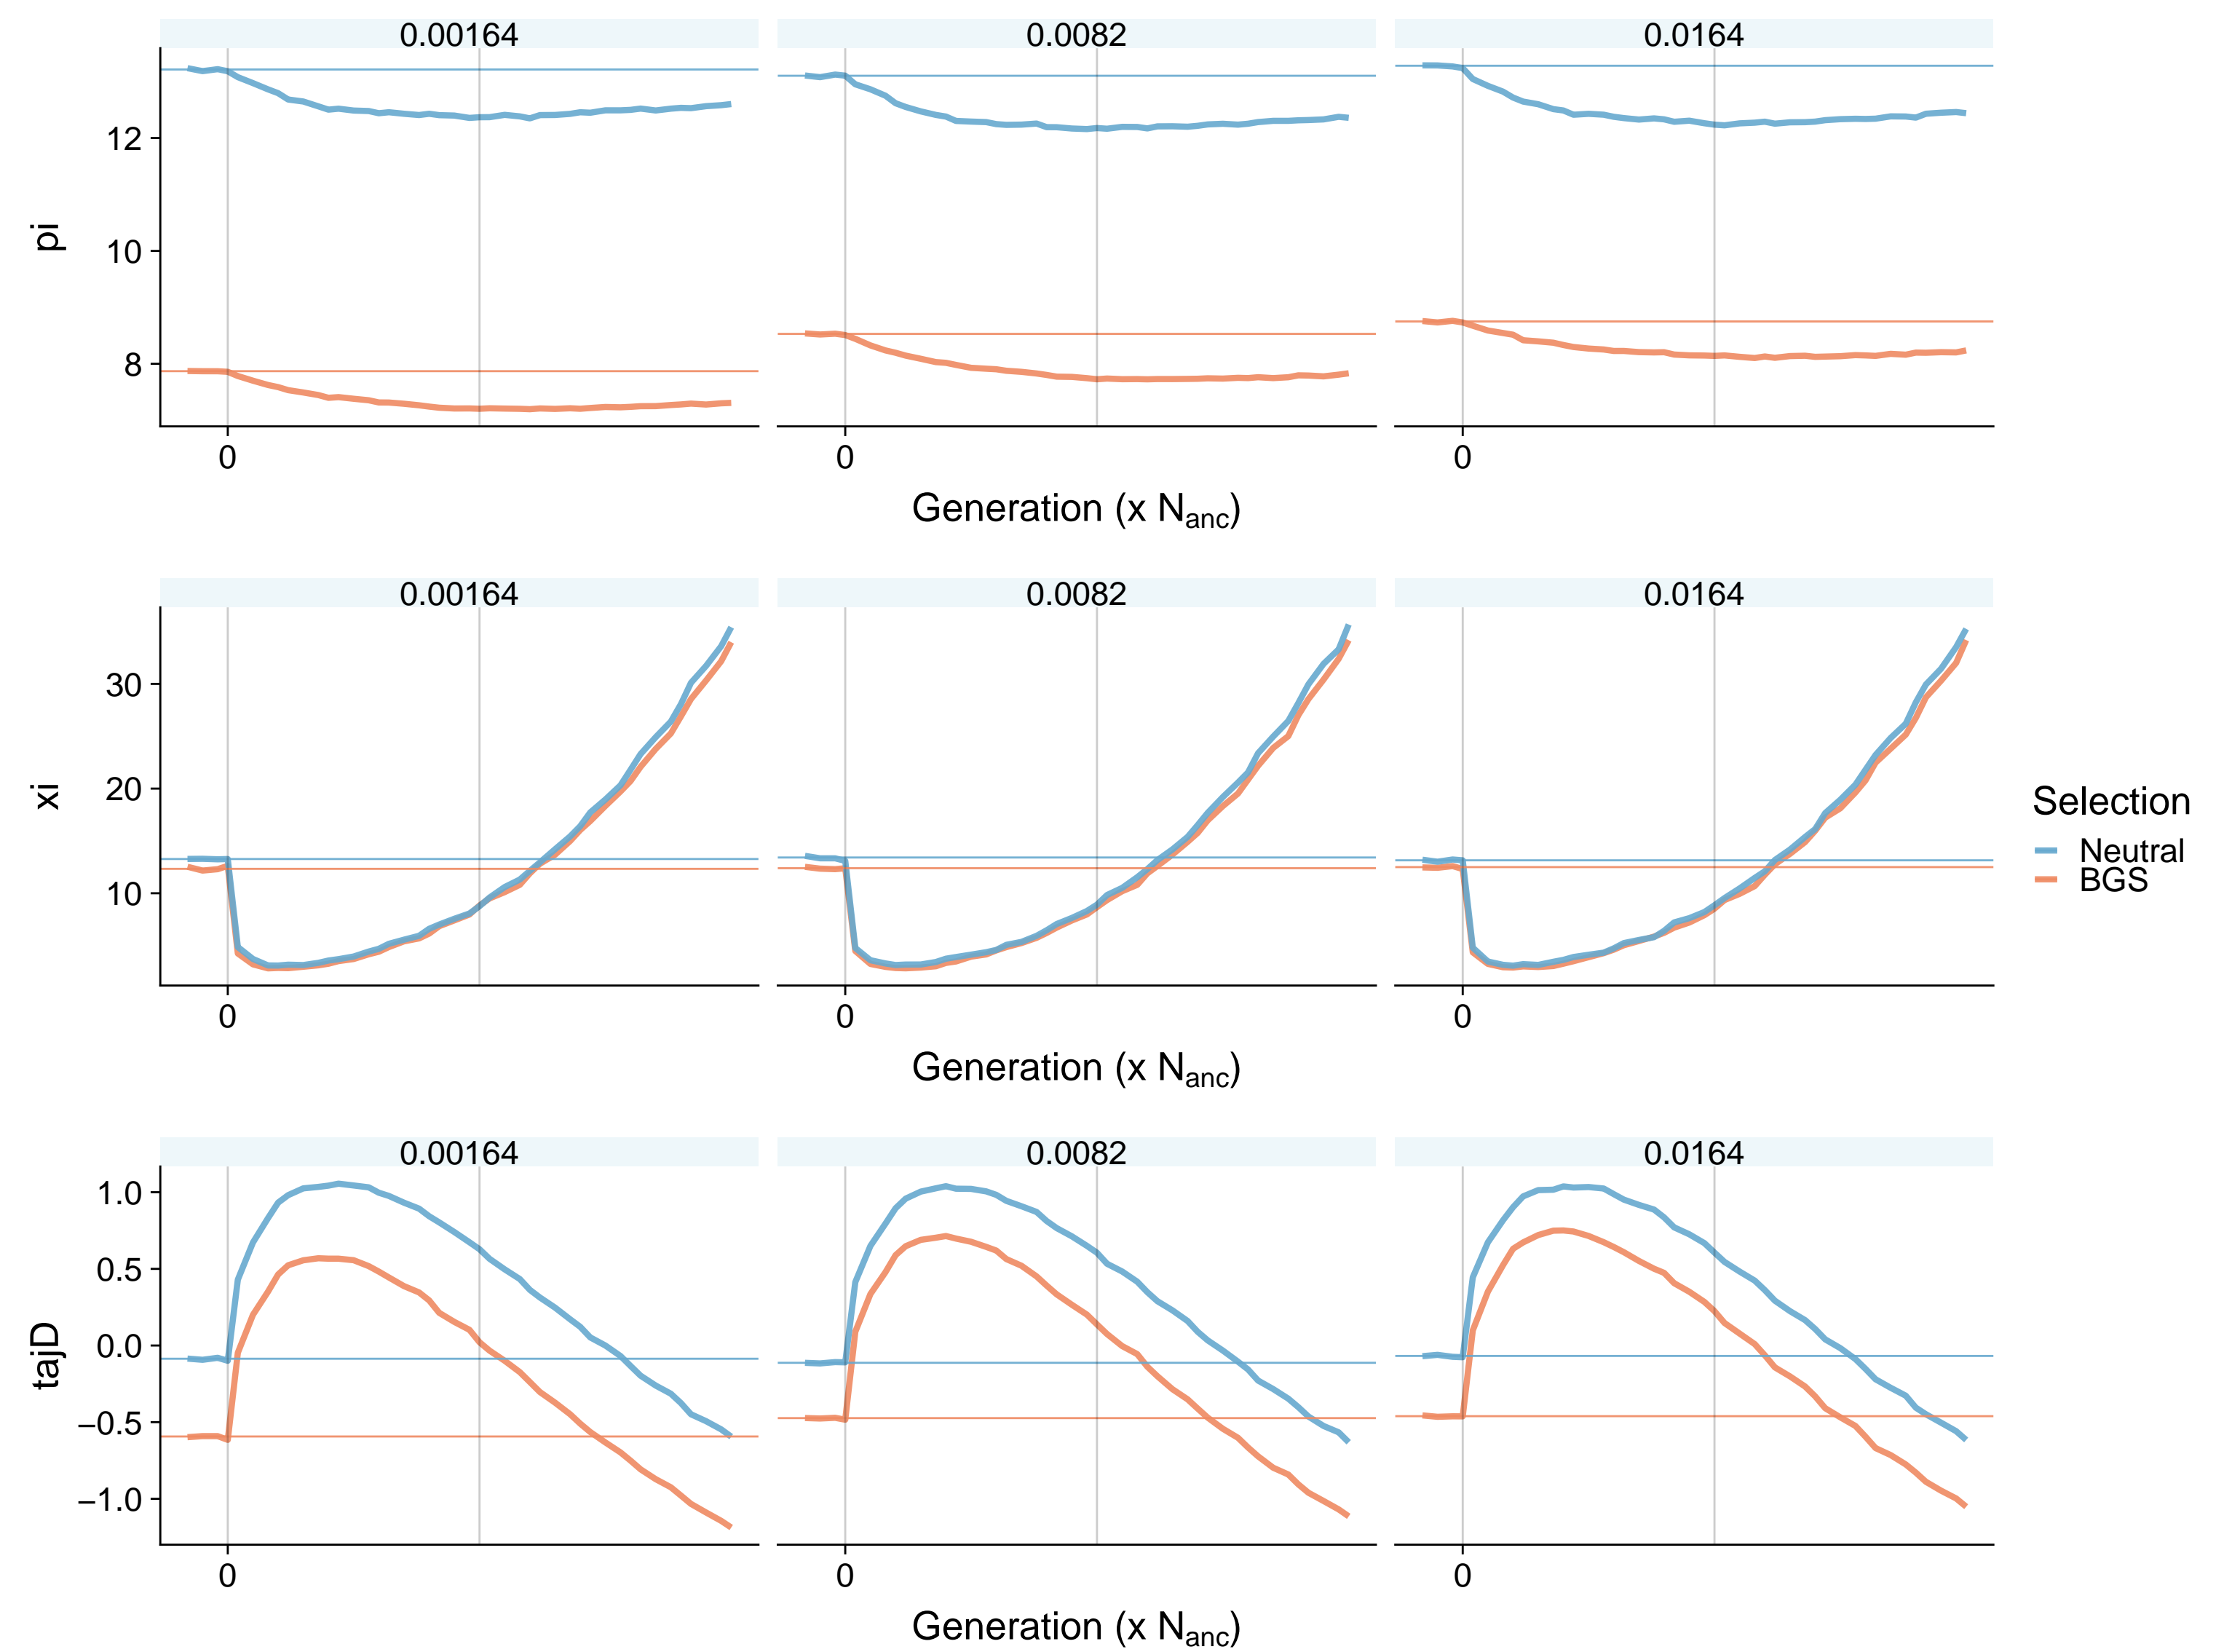 0.00164 0.0082 0.0164
pi
12
10
8
0 0 0
Generation (x Nanc)
0.00164 0.0082 0.0164
xi
30
20
10
0 0 0
Generation (x Nanc)
Selection
Neutral
BGS
0.00164 0.0082 0.0164
tajD
1.0
0.5
0.0
−0.5
−1.0
0 0 0
Generation (x Nanc)